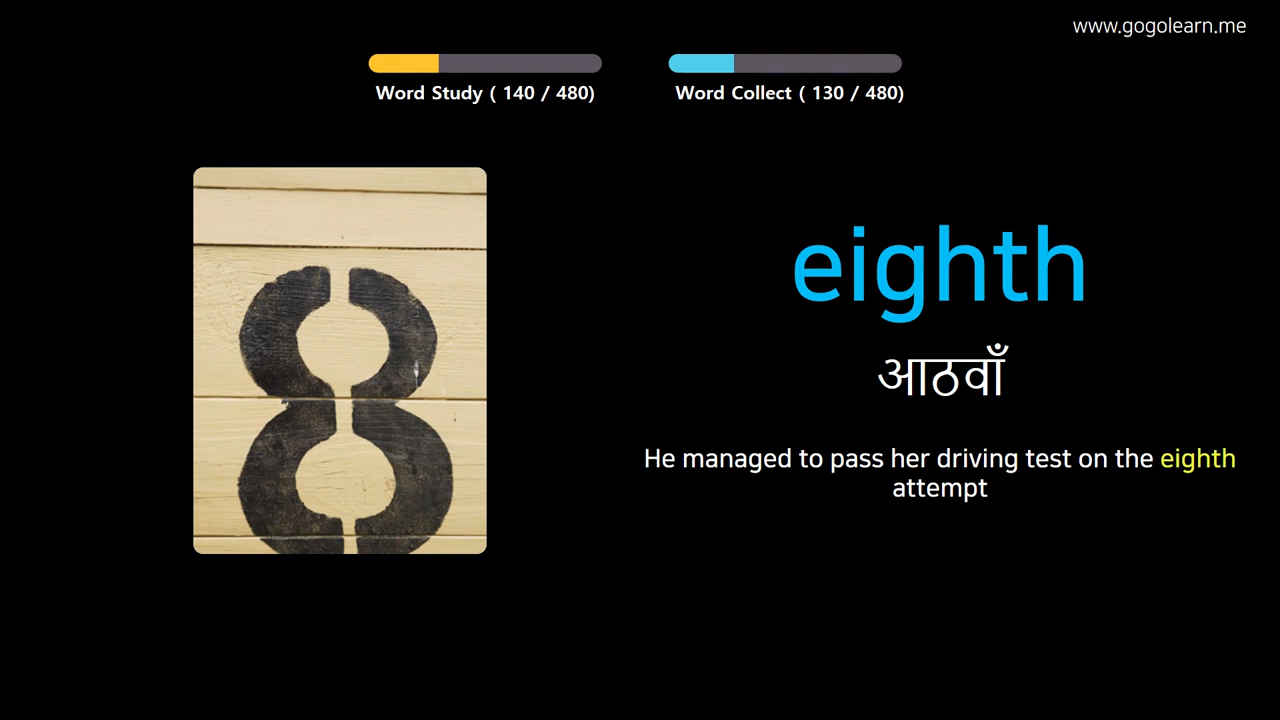 www.gogolearn.me
Word Study ( 140 / 480)
Word Collect ( 130 / 480)
8
eighth
आठवाँ
He managed to pass her driving test on the eighth
attempt